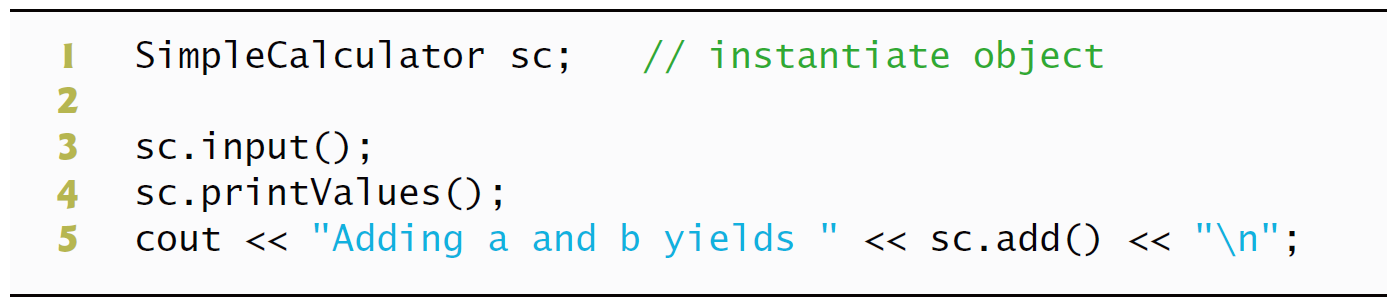 1 SimpleCalculator sc; // instantiate object
2
3 sc.input();
4 sc.printValues();
5 cout << "Adding a and b yields " << sc.add() << "\n";